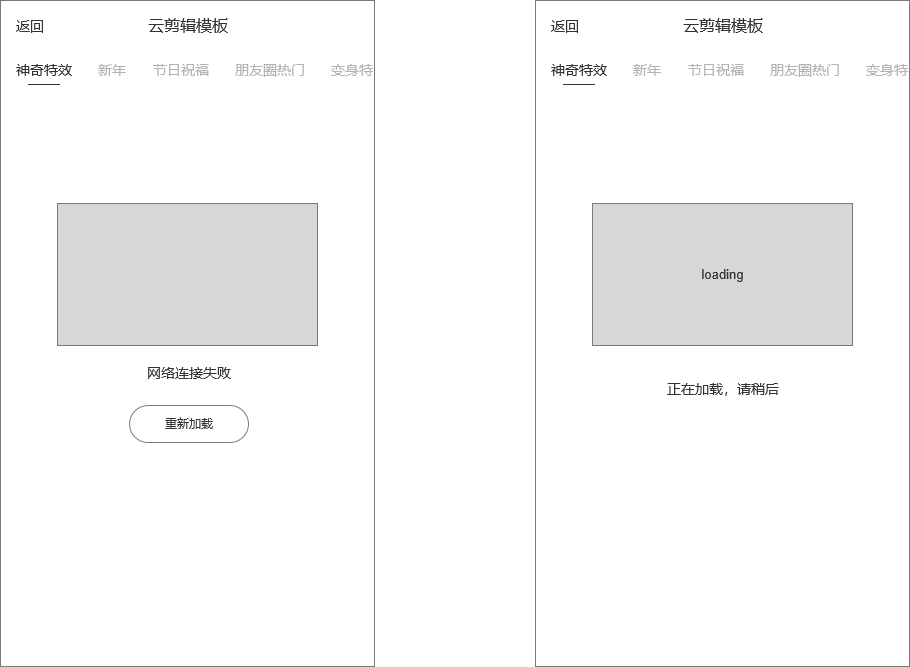 返回
云剪辑模板
神奇特效 新年 节日祝福 朋友圈热门 变身特
网络连接失败
重新加载
返回
云剪辑模板
神奇特效 新年 节日祝福 朋友圈热门 变身特
loading
正在加载，请稍后